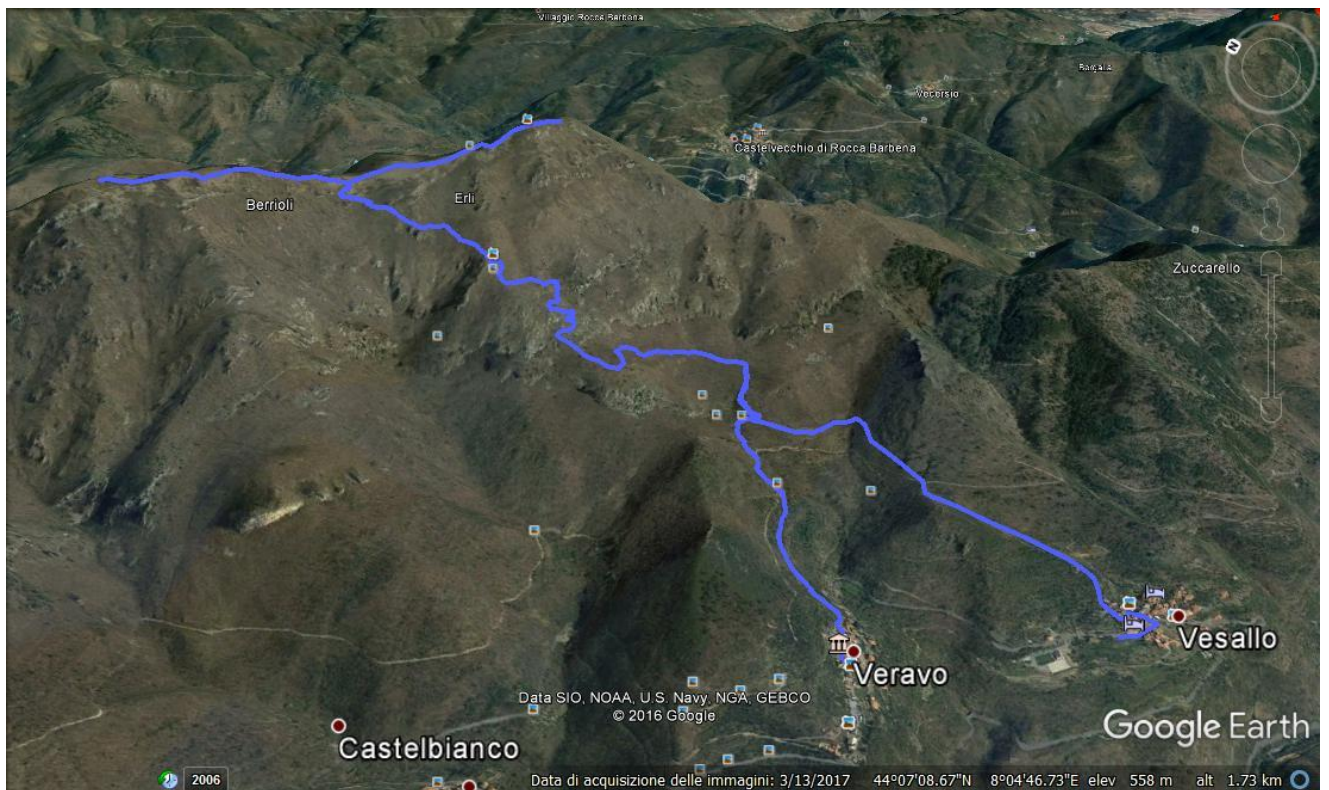 Villaggio Rocca Barbena
Vecersio
Castelvecchio di Rocca Barbena
Berrioli
Erli
Zuccarello
Vesallo
Veravo
Data SIO, NOAA, U.S. Navy, NGA, GEBCO
© 2016 Google
Castelbianco
Google Earth
N
2006
Data di acquisizione delle immagini: 3/13/2017 44°07'08.67"N 8°04'46.73"E elev 558 m alt 1.73 km